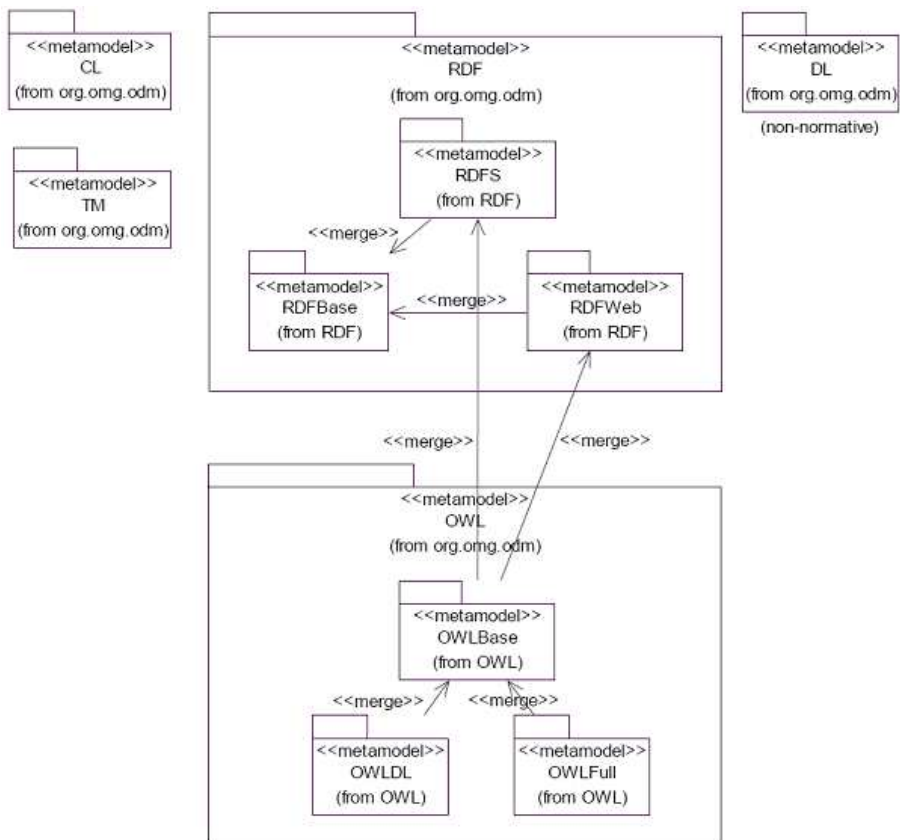 <<metamodel>>
CL
(from org.omg.odm)
<<metamodel>>
TM
(from org.omg.odm)
<<metamodel>>
RDF
(from org.omg.odm)
<<metamodel>>
DL
(from org.omg.odm)
(non-normative)
<<metamodel>>
RDFS
(from RDF)
<<merge>>
<<metamodel>>
RDFBase
(from RDF)
<<merge>>
<<metamodel>>
RDFWeb
(from RDF)
<<merge>>
<<merge>>
<<metamodel>>
OWL
(from org.omg.odm)
<<metamodel>>
OWLBase
(from OWL)
<<merge>>
<<merge>>
<<metamodel>>
OWLDL
(from OWL)
<<metamodel>>
OWLFull
(from OWL)